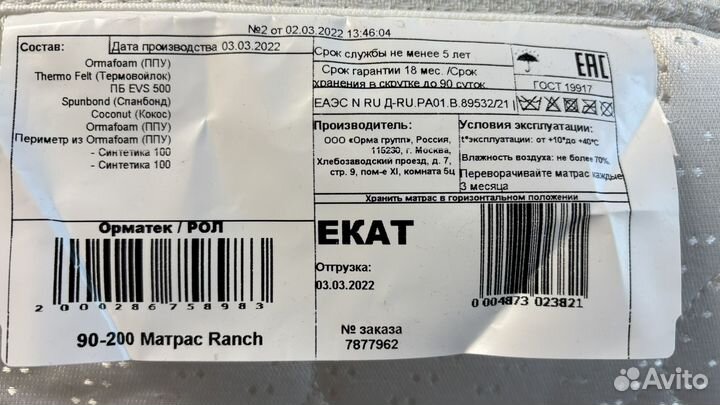 №2 от 02.03.2022 13:46:04
Состав:
Дата производства 03.03.2022
Ormafoam (ППУ)
Thermo Felt (Термовойлок)
ПБ EVS 500
Spunbond (Спанбонд)
Coconut (Кокос)
Ormafoam (ППУ)
Периметр из Ormafoam (ППУ)
- Синтетика 100
- Синтетика 100
Срок службы не менее 5 лет
Срок гарантии 18 мес. /Срок
хранения в скрутке до 90 суток
ЕАЭС N RU Д-RU.РА01.В.89532/21
EAC
ГОСТ 19917
Производитель:
ООО «Орма групп», Россия,
115230, г. Москва,
Хлебозаводский проезд, д. 7,
стр. 9, пом-е XI, комната 5ц
Условия эксплуатации:
t°эксплуатации: от +10°до +40°С
Влажность воздуха: не более 70%
Переворачивайте матрас каждые
3 месяца
Хранить матрас в горизонтальном положении
Орматек / РОЛ
2000286758983
90-200 Матрас Ranch
ЕКАТ
Отгрузка:
03.03.2022
№ заказа
7877962
0004873 023821
Avito